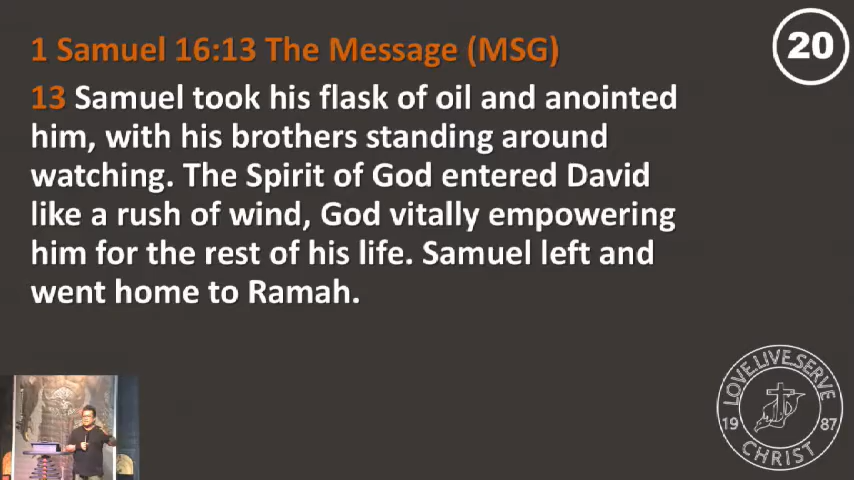 1 Samuel 16:13 The Message (MSG)
20
13 Samuel took his flask of oil and anointed
him, with his brothers standing around
watching. The Spirit of God entered David
like a rush of wind, God vitally empowering
him for the rest of his life. Samuel left and
went home to Ramah.
LOVE.LIVE.SERVE
19 87
CHRIST